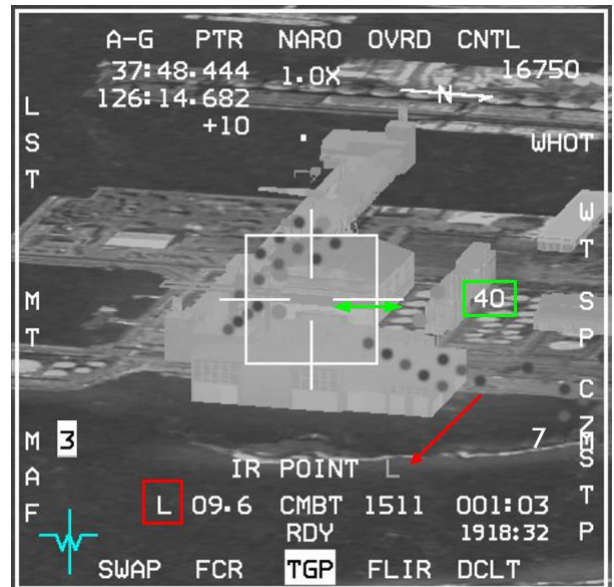 A-G PTR NARO OVRD CNTL
37:48.444 1.0X 16750
126:14.682 N
+10
WHOT
L
S
T
M
T
M
A
F
W
T
S
P
C
Z
S
T
P
40
3
7 M
IR POINT L
L 09.6 CMBT 1511 001:03
RDY 1918:32
SWAP FCR TGP FLIR DCLT